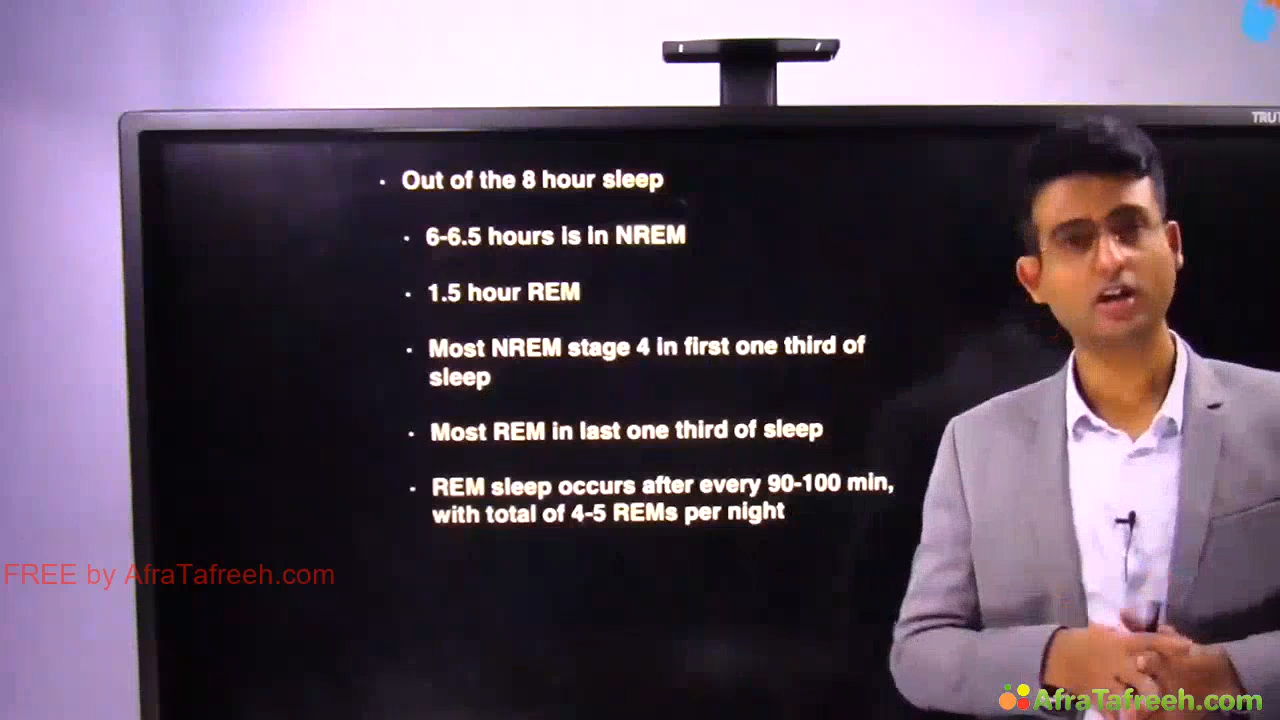 TRUT
· Out of the 8 hour sleep
· 6-6.5 hours is in NREM
· 1.5 hour REM
· Most NREM stage 4 in first one third of
sleep
· Most REM in last one third of sleep
· REM sleep occurs after every 90-100 min,
with total of 4-5 REMs per night
FREE by AfraTafreeh.com
AfraTafreeh.com